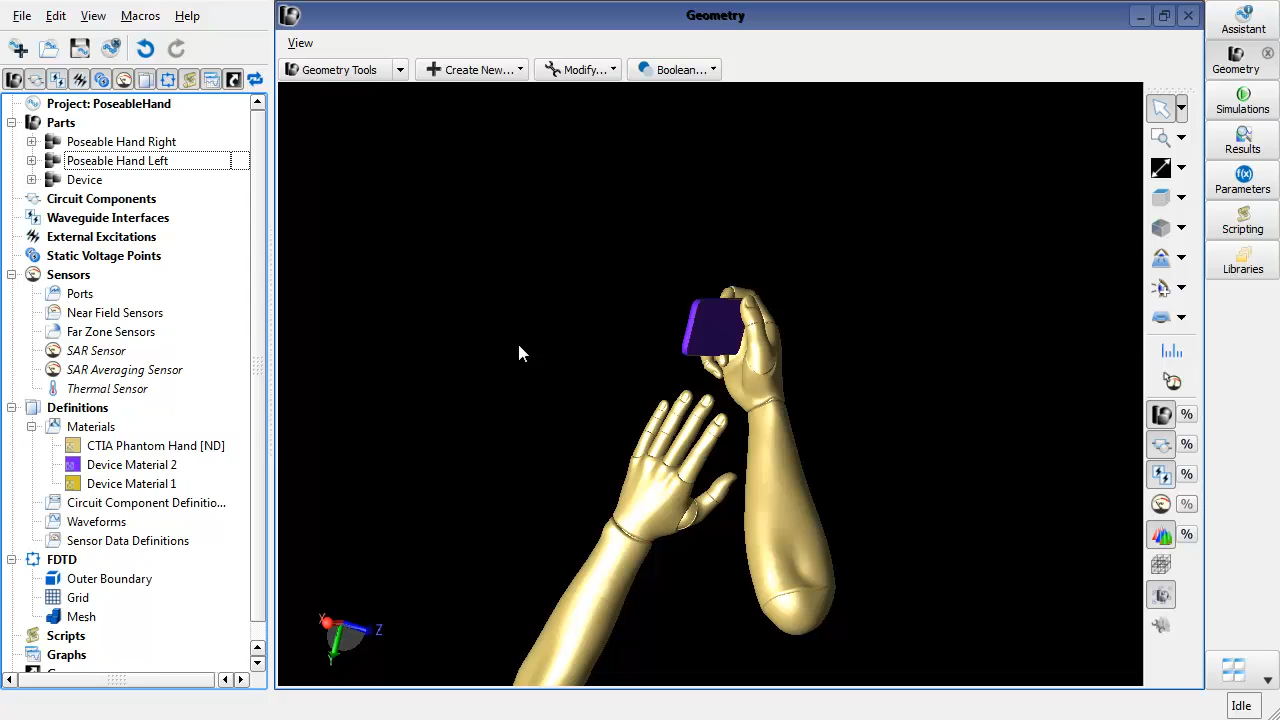 Geometry
File Edit View Macros Help
Assistant
View
Geometry
Geometry Tools
Create New...
Modify...
Boolean...
Simulations
Project: PoseableHand
Parts
Poseable Hand Right
Poseable Hand Left
Device
Circuit Components
Waveguide Interfaces
External Excitations
Static Voltage Points
Sensors
Ports
Near Field Sensors
Far Zone Sensors
SAR Sensor
SAR Averaging Sensor
Thermal Sensor
Definitions
Materials
CTIA Phantom Hand [ND]
Device Material 2
Device Material 1
Circuit Component Definitio...
Waveforms
Sensor Data Definitions
FDTD
Outer Boundary
Grid
Mesh
Scripts
Graphs
X
Y
Z
%
%
%
%
%
Results
f(x)
Parameters
Scripting
Libraries
Idle